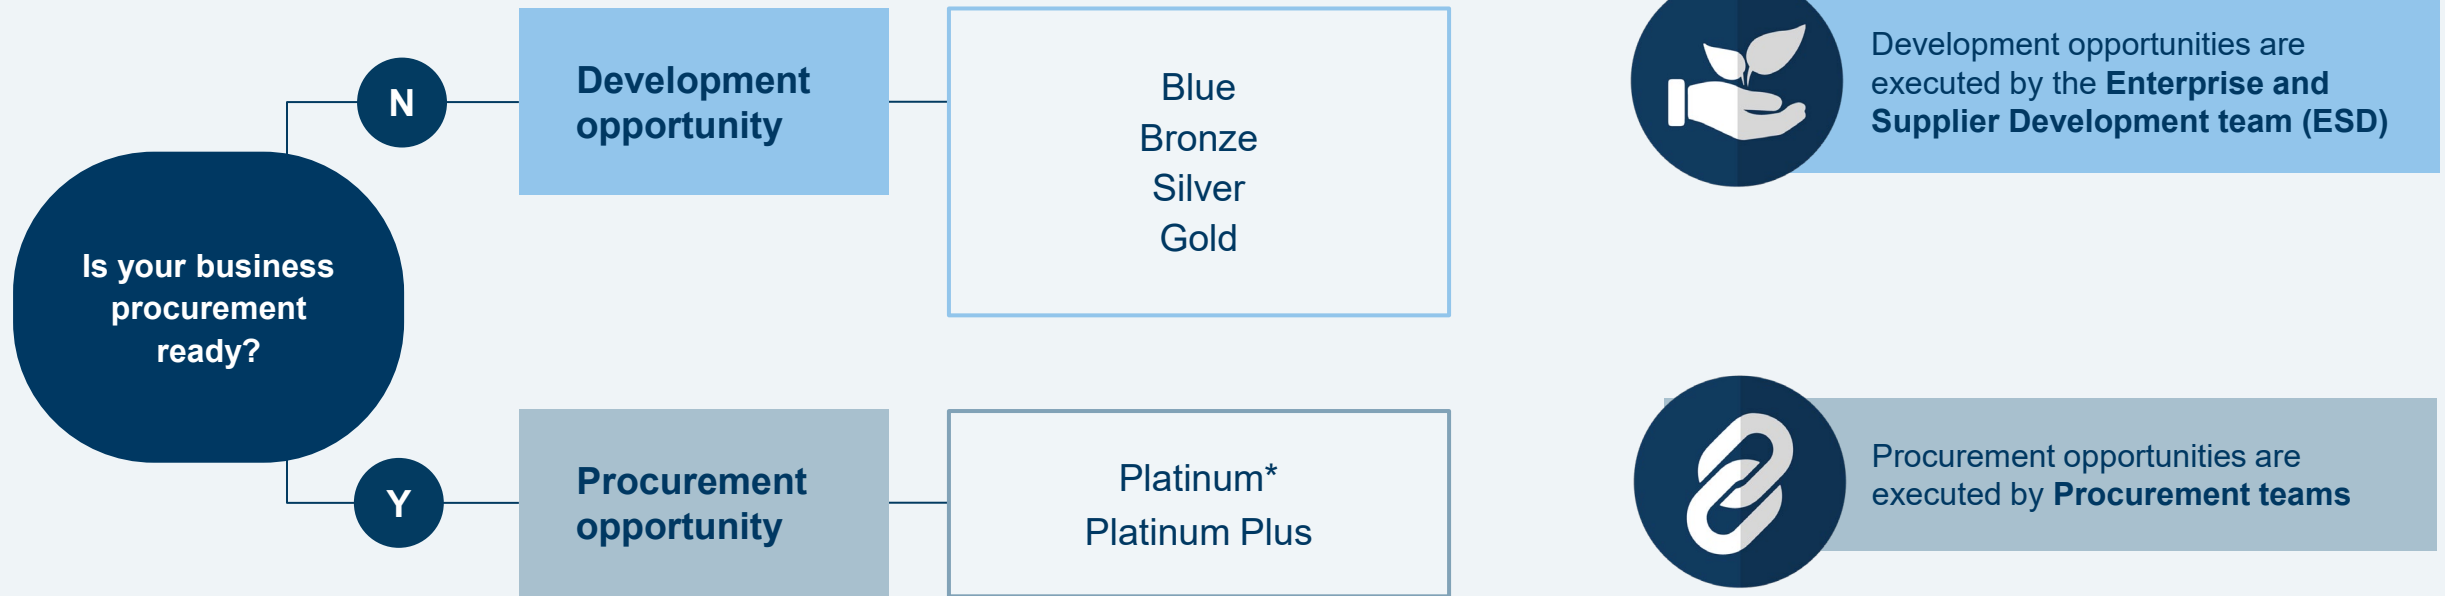 Is your business
procurement
ready?
N
Development
opportunity
Blue
Bronze
Silver
Gold
Development opportunities are
executed by the Enterprise and
Supplier Development team (ESD)
Y
Procurement
opportunity
Platinum*
Platinum Plus
Procurement opportunities are
executed by Procurement teams